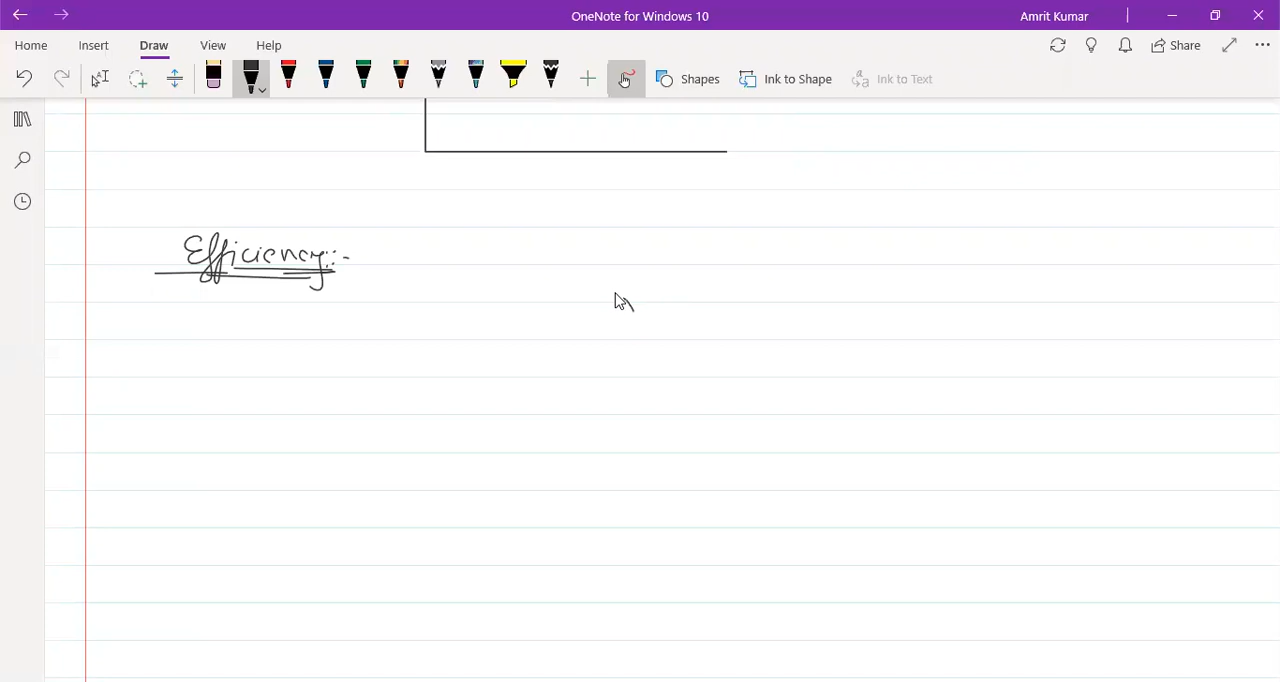 OneNote for Windows 10
Amrit Kumar
Home Insert Draw View Help
Share
Shapes Ink to Shape Ink to Text
Efficiency::-